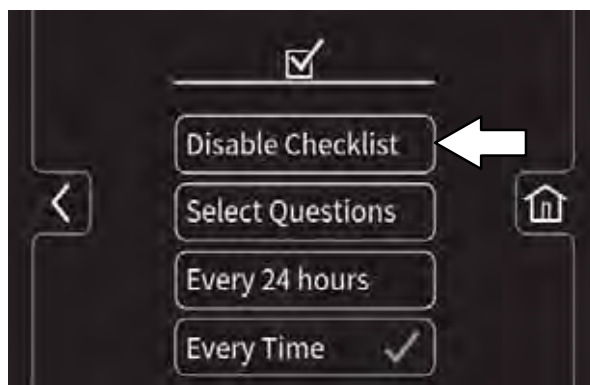 Disable Checklist
Select Questions
Every 24 hours
Every Time